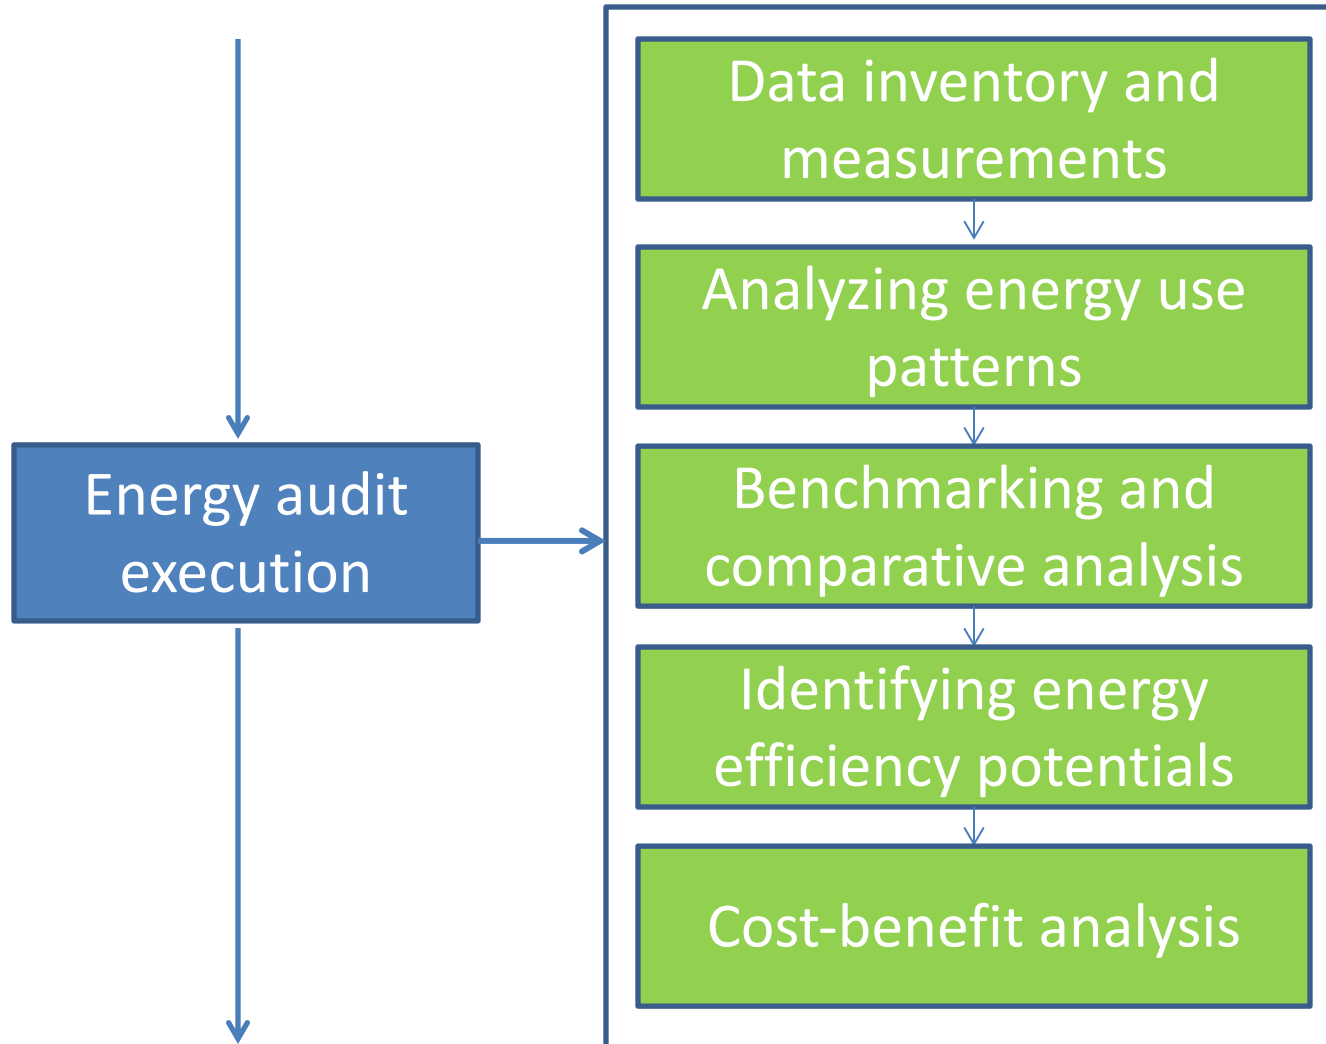 Data inventory and
measurements
Analyzing energy use
patterns
Energy audit
execution
Benchmarking and
comparative analysis
Identifying energy
efficiency potentials
Cost-benefit analysis